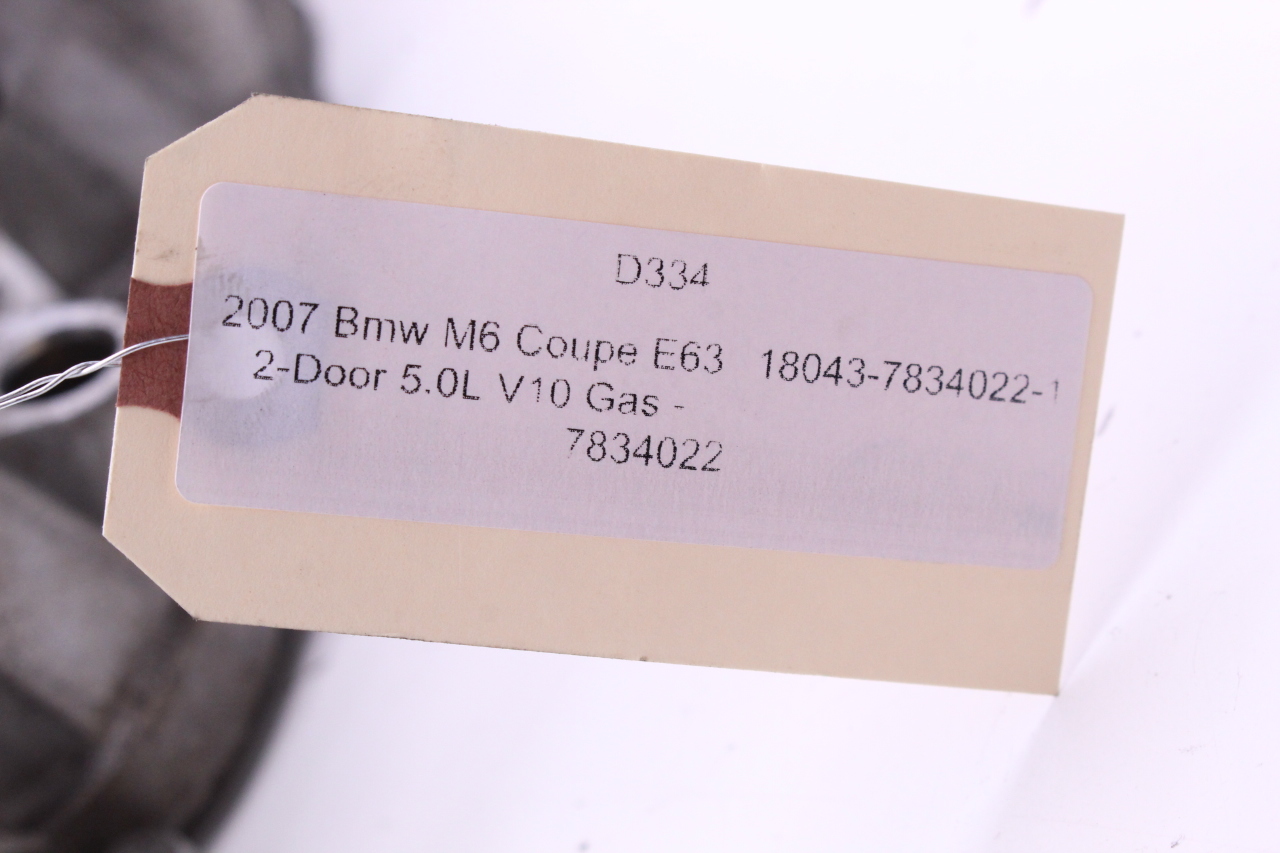 D334
2007 Bmw M6 Coupe E63 18043-7834022-1
2-Door 5.0L V10 Gas -
7834022